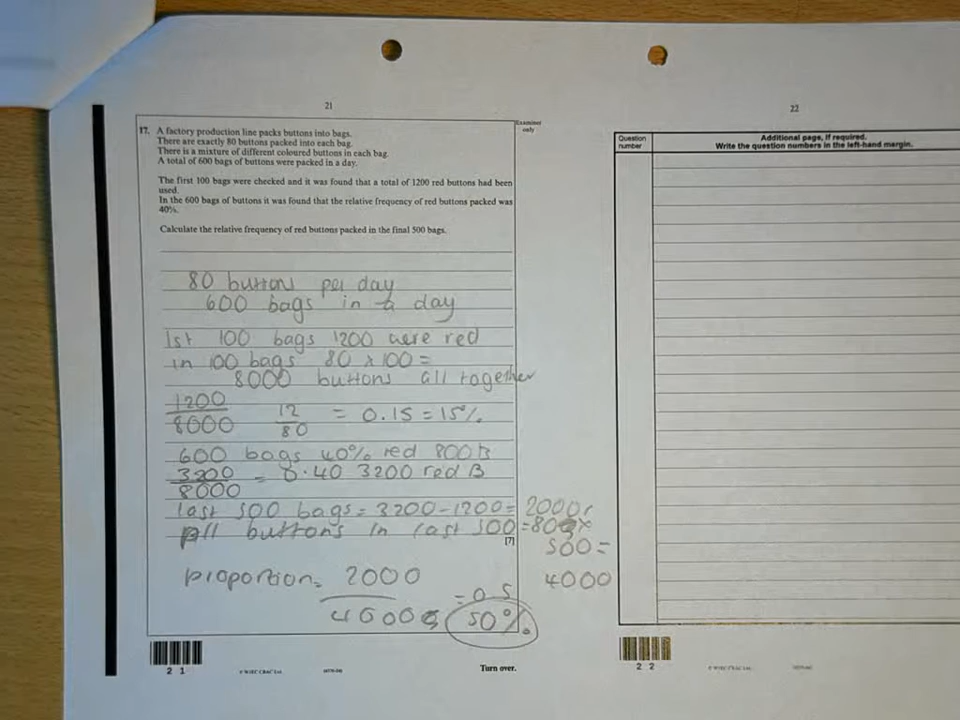 21
Examiner
only
17. A factory production line packs buttons into bags.
There are exactly 80 buttons packed into each bag.
There is a mixture of different coloured buttons in each bag.
A total of 600 bags of buttons were packed in a day.
The first 100 bags were checked and it was found that a total of 1200 red buttons had been
used.
In the 600 bags of buttons it was found that the relative frequency of red buttons packed was
40%.
Calculate the relative frequency of red buttons packed in the final 500 bags.
80 buttons per day
600 bags in a day
1st 100 bags 1200 were red
in 100 bags 80 x 100 =
8000 buttons all together
1200
8000
12
80
= 0.15 = 15%
600 bags 40% red 800B
3200
8000
= 0.40 3200 red B
last 500 bags = 3200 - 1200 = 2000r
all buttons in last 500 = 80 x
500 =
4000
[7]
proportion = 2000
4000
= 0.5
50%
2 1
Turn over.
22
Question
number
Additional page, if required.
Write the question numbers in the left-hand margin.
2 2